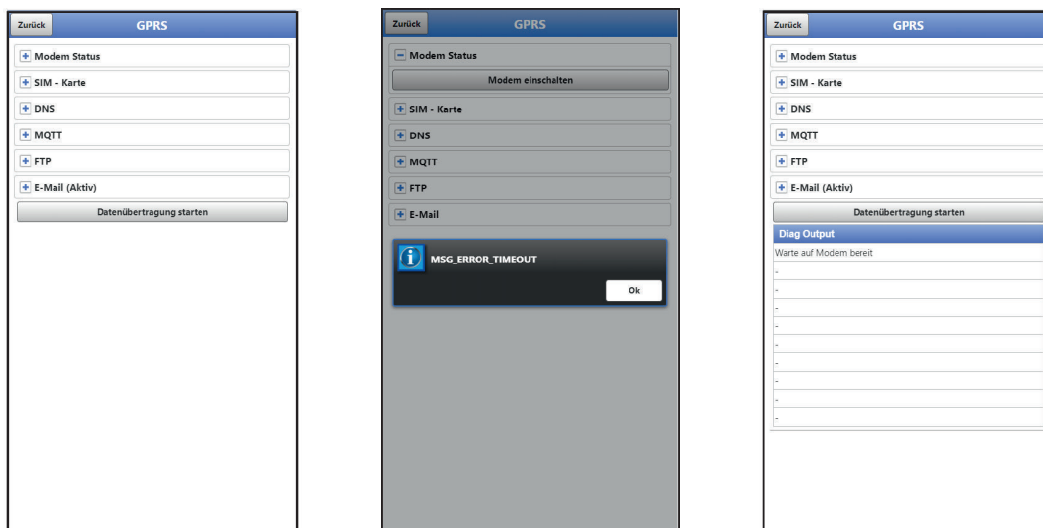 Zurück GPRS
Modem Status
SIM - Karte
DNS
MQTT
FTP
E-Mail (Aktiv)
Datenübertragung starten
Zurück GPRS
Modem Status
Modem einschalten
SIM - Karte
DNS
MQTT
FTP
E-Mail
MSG_ERROR_TIMEOUT
Ok
Zurück GPRS
Modem Status
SIM - Karte
DNS
MQTT
FTP
E-Mail (Aktiv)
Datenübertragung starten
Diag Output
Warte auf Modem bereit
-
-
-
-
-
-
-
-
-